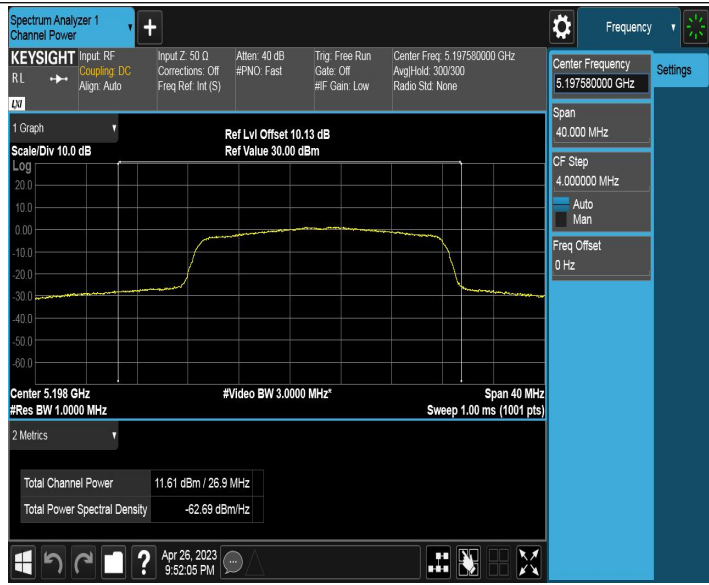 Spectrum Analyzer 1
Channel Power
+
Frequency
KEYSIGHT
RL
LXI
Input: RF
Coupling: DC
Align: Auto
Input Z: 50 Ω
Corrections: Off
Freq Ref: Int (S)
Atten: 40 dB
#PNO: Fast
Trig: Free Run
Gate: Off
#IF Gain: Low
Center Freq: 5.197580000 GHz
Avg|Hold: 300/300
Radio Std: None
Center Frequency
5.197580000 GHz
Settings
Span
40.000 MHz
CF Step
4.000000 MHz
Auto
Man
Freq Offset
0 Hz
1 Graph
Scale/Div 10.0 dB
Ref Lvl Offset 10.13 dB
Ref Value 30.00 dBm
Log
20.0
10.0
0.00
-10.0
-20.0
-30.0
-40.0
-50.0
-60.0
Center 5.198 GHz
#Video BW 3.0000 MHz*
Span 40 MHz
#Res BW 1.0000 MHz
Sweep 1.00 ms (1001 pts)
2 Metrics
Total Channel Power
11.61 dBm / 26.9 MHz
Total Power Spectral Density
-62.69 dBm/Hz
?
Apr 26, 2023
9:52:05 PM